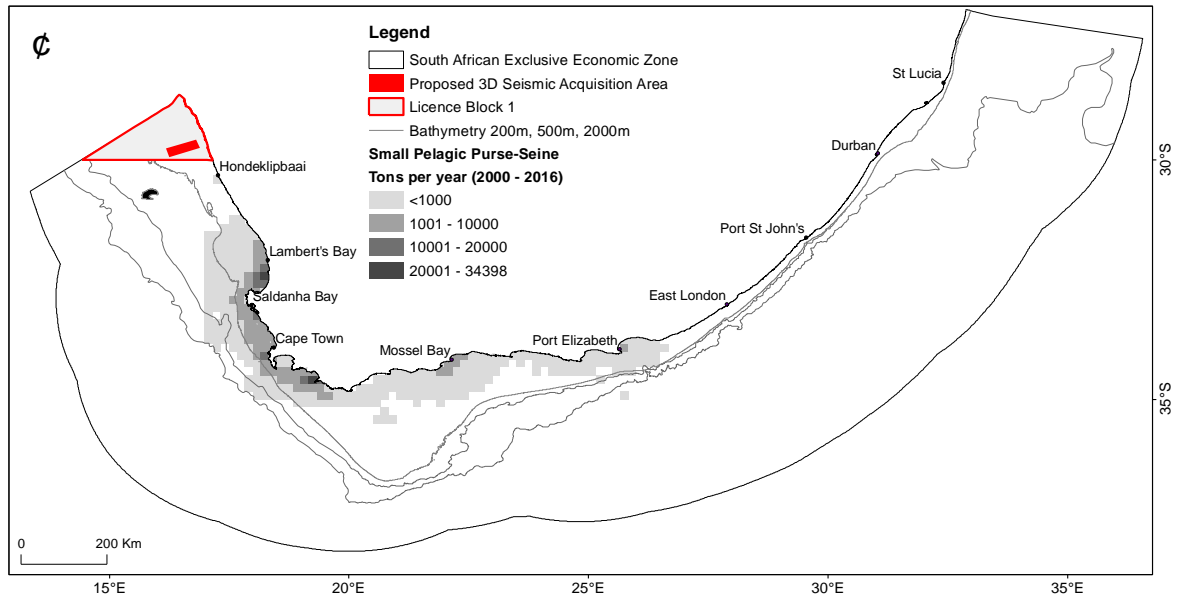 ¢
Legend
South African Exclusive Economic Zone
Proposed 3D Seismic Acquisition Area
Licence Block 1
Bathymetry 200m, 500m, 2000m
Small Pelagic Purse-Seine
Tons per year (2000 - 2016)
<1000
1001 - 10000
10001 - 20000
20001 - 34398
St Lucia
Durban
Hondeklipbaai
Port St John's
Lambert's Bay
Saldanha Bay
East London
Cape Town
Mossel Bay
Port Elizabeth
30°S
35°S
0 200 Km
15°E 20°E 25°E 30°E 35°E